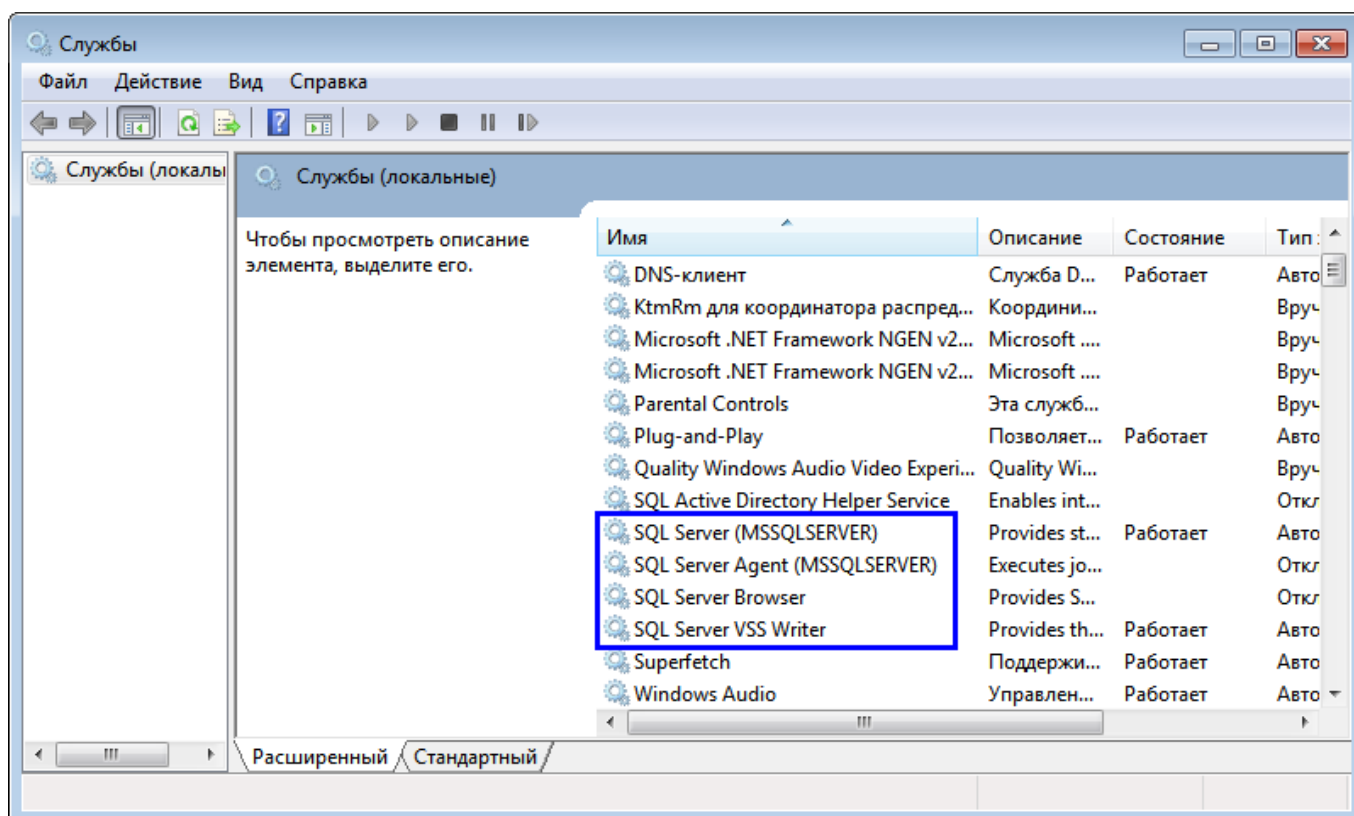 Службы
Файл Действие Вид Справка
Службы (локалы
Службы (локальные)
Чтобы просмотреть описание
элемента, выделите его.
Имя Описание Состояние Тип :
DNS-клиент Служба D... Работает Авто
KtmRm для координатора распред... Координи... Вруч
Microsoft .NET Framework NGEN v2... Microsoft .... Вруч
Microsoft .NET Framework NGEN v2... Microsoft .... Вруч
Parental Controls Эта служб... Вруч
Plug-and-Play Позволяет... Работает Авто
Quality Windows Audio Video Experi... Quality Wi... Вруч
SQL Active Directory Helper Service Enables int... Откл
SQL Server (MSSQLSERVER) Provides st... Работает Авто
SQL Server Agent (MSSQLSERVER) Executes jo... Откл
SQL Server Browser Provides S... Откл
SQL Server VSS Writer Provides th... Работает Авто
Superfetch Поддержи... Работает Авто
Windows Audio Управлен... Работает Авто
Расширенный Стандартный